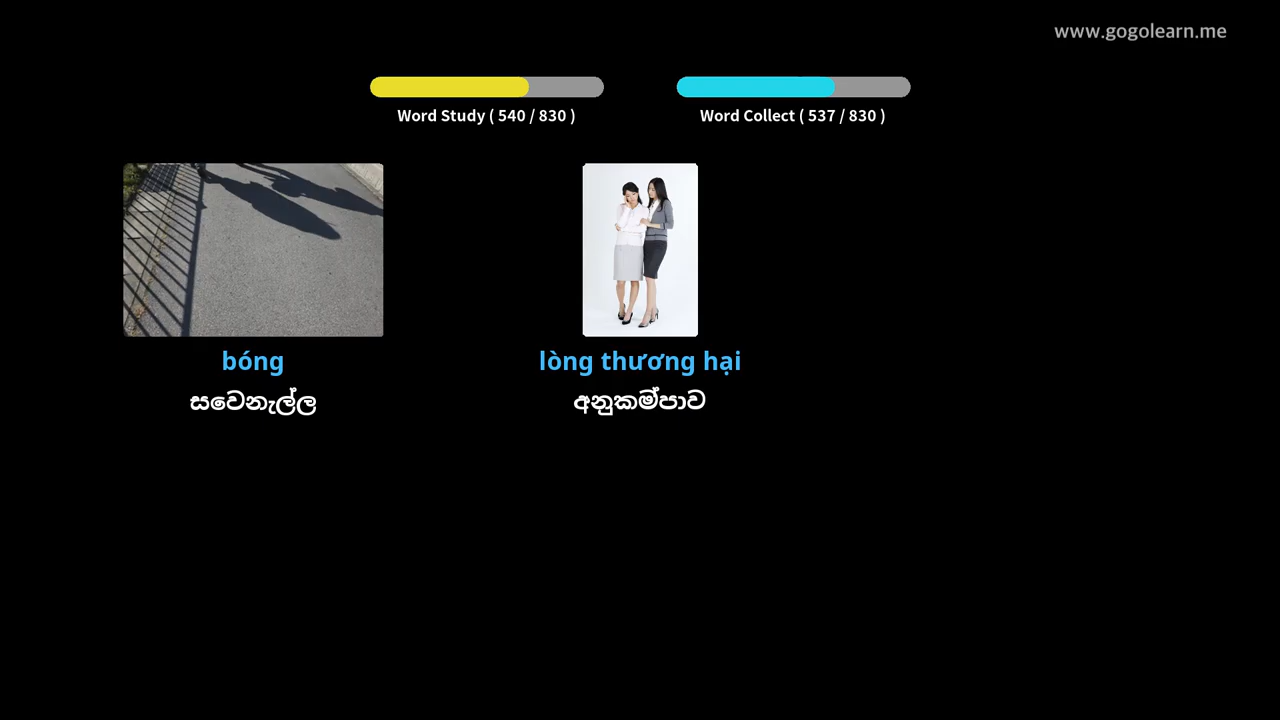 www.gogolearn.me
Word Study ( 540 / 830 )
Word Collect ( 537 / 830 )
bóng
සවෙනැල්ල
lòng thương hại
අනුකම්පාව